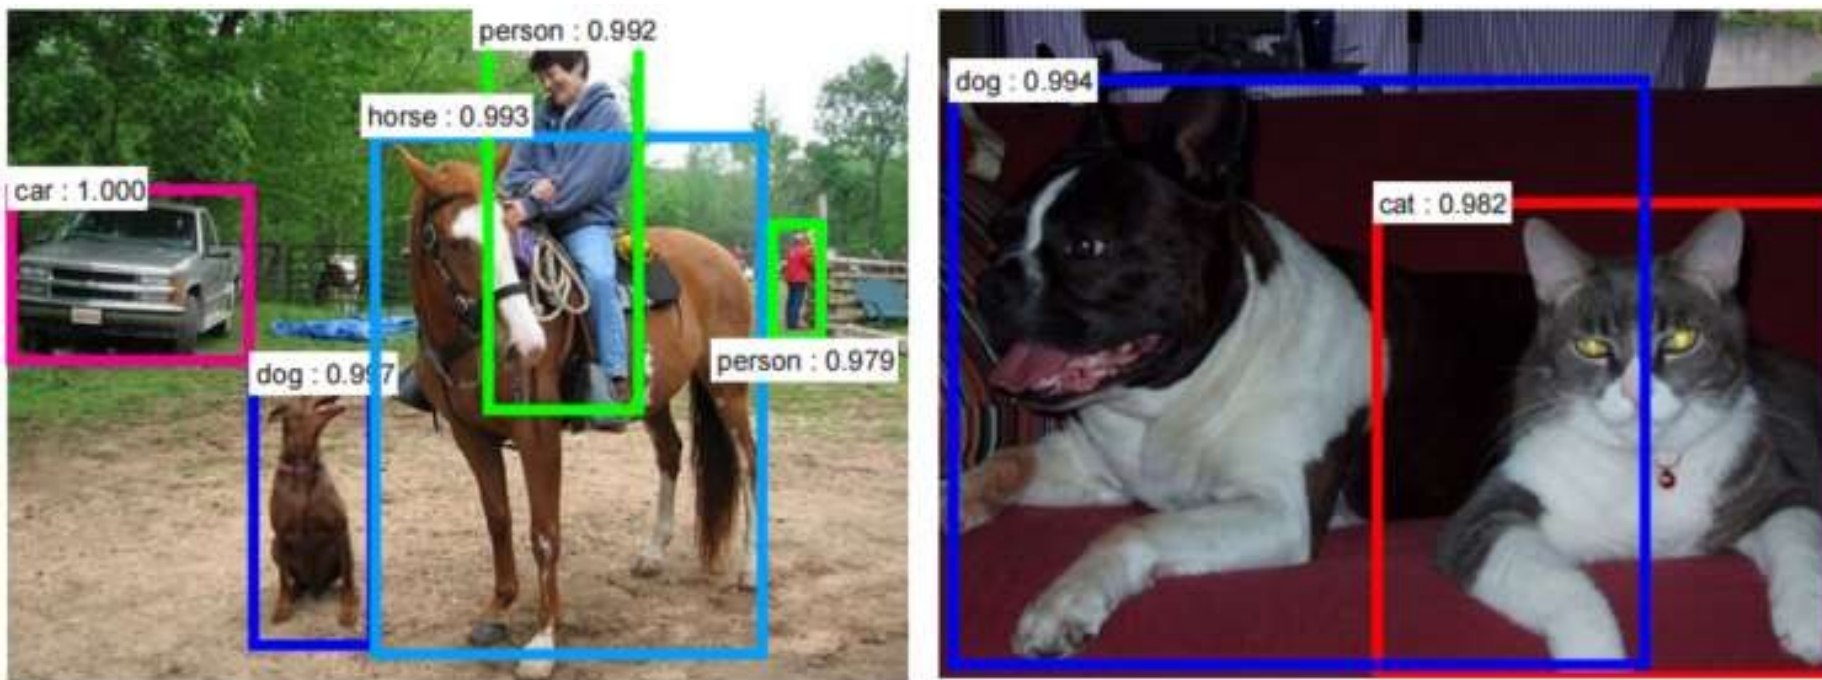 person : 0.992
horse : 0.993
car : 1.000
person : 0.979
dog : 0.997
dog : 0.994
cat : 0.982